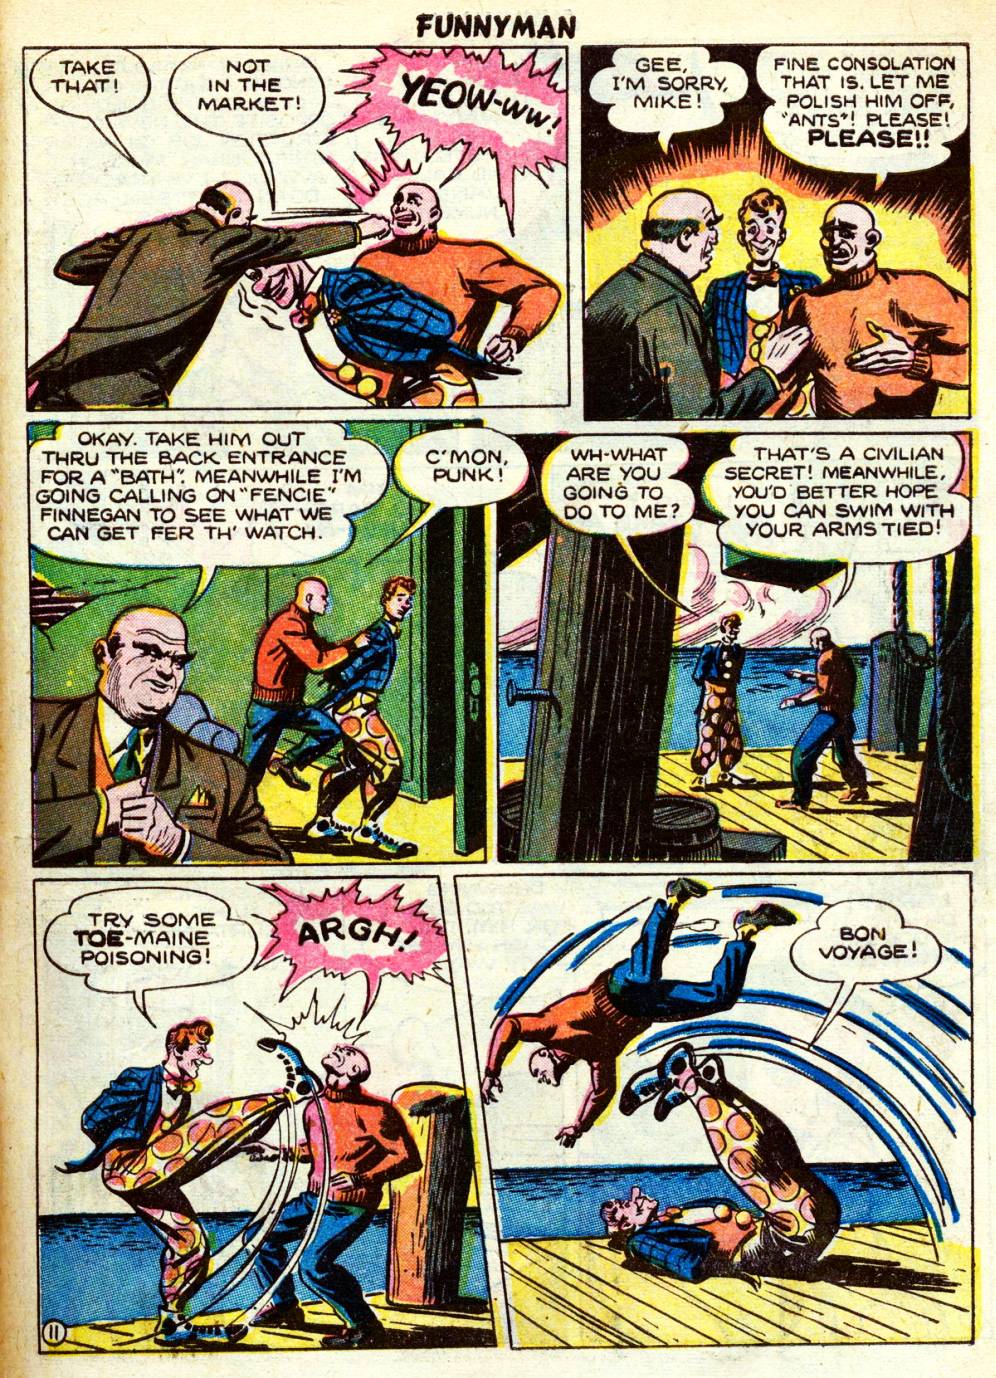 FUNNYMAN
TAKE
THAT!
NOT
IN THE
MARKET!
YEOW-WW!
GEE,
I'M SORRY,
MIKE!
FINE CONSOLATION
THAT IS. LET ME
POLISH HIM OFF,
"ANTS"! PLEASE!
PLEASE!!
OKAY. TAKE HIM OUT
THRU THE BACK ENTRANCE
FOR A "BATH". MEANWHILE I'M
GOING CALLING ON "FENCIE"
FINNEGAN TO SEE WHAT WE
CAN GET FER TH' WATCH.
C'MON,
PUNK!
WH-WHAT
ARE YOU
GOING TO
DO TO ME?
THAT'S A CIVILIAN
SECRET! MEANWHILE,
YOU'D BETTER HOPE
YOU CAN SWIM WITH
YOUR ARMS TIED!
TRY SOME
TOE-MAINE
POISONING!
ARGH!
BON
VOYAGE!
11